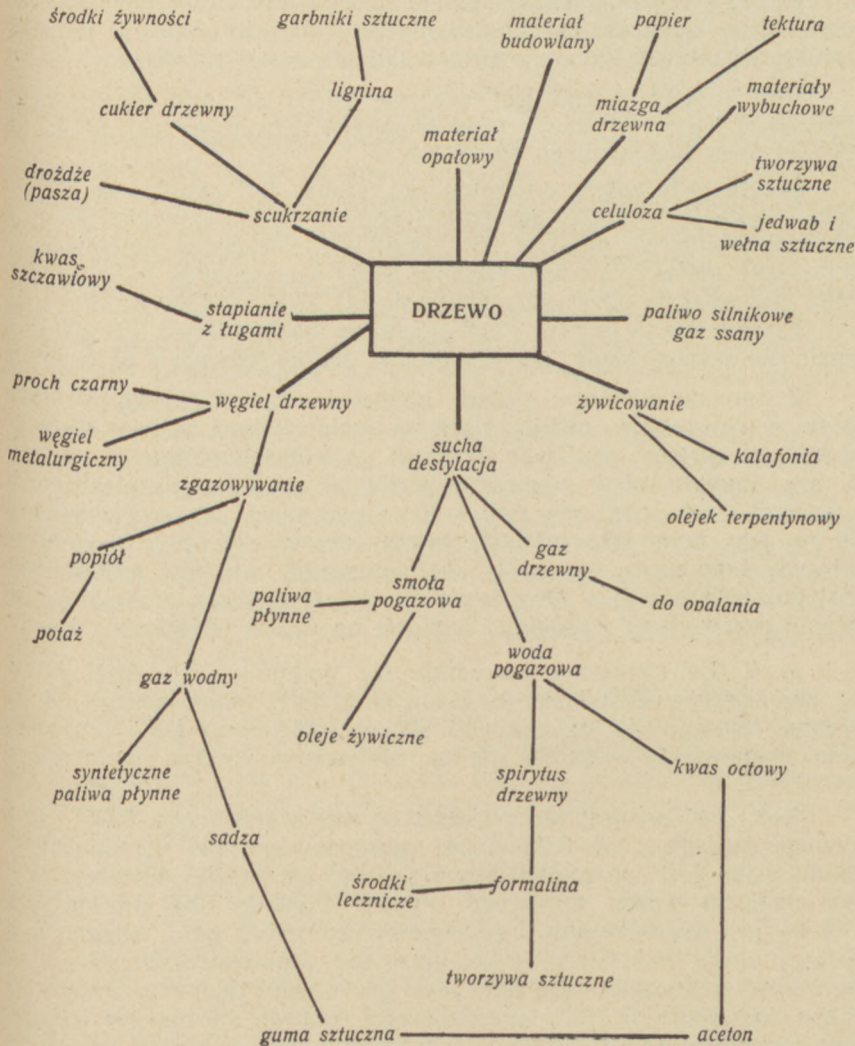 środki żywności
garbniki sztuczne
materiał
budowlany
papier
tektura
cukier drzewny
lignina
miazga
drzewna
materiały
wybuchowe
materiał
opałowy
drożdże
(pasza)
scukrzanie
celuloza
tworzywa
sztuczne
jedwab i
wełna sztuczne
kwas
szczawiowy
stapianie
z ługami
DRZEWO
paliwo silnikowe
gaz ssany
proch czarny
węgiel drzewny
żywicowanie
węgiel
metalurgiczny
sucha
destylacja
kalafonia
zgazowywanie
olejek terpentynowy
popiół
potaż
paliwa
płynne
smoła
pogazowa
gaz
drzewny
do opalania
gaz wodny
woda
pogazowa
oleje żywiczne
syntetyczne
paliwa płynne
spirytus
drzewny
kwas octowy
sadza
środki
lecznicze
formalina
tworzywa sztuczne
guma sztuczna
aceton